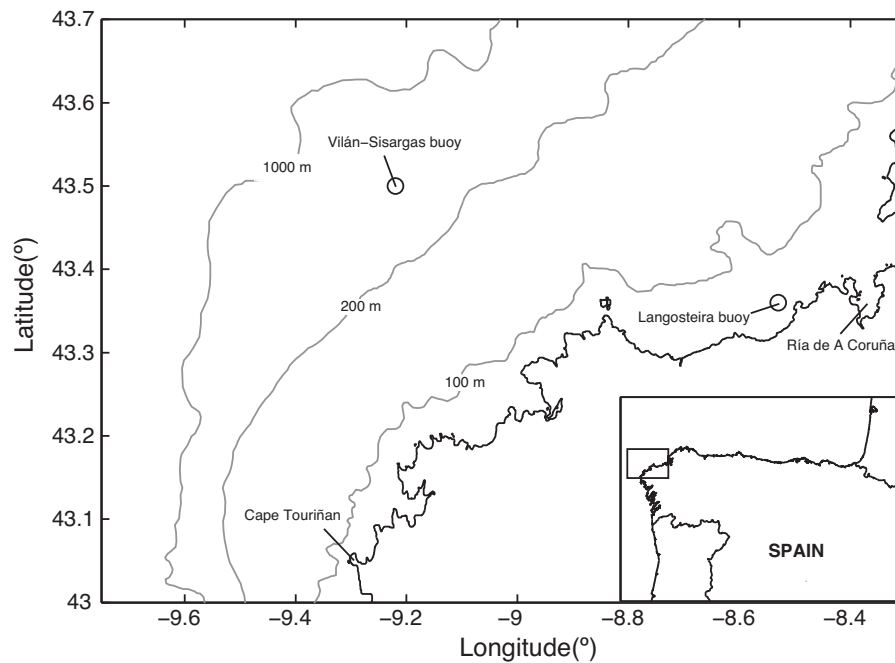 43.7
43.6
43.5
43.4
43.3
43.2
43.1
43
Latitude(º)
Vilán–Sisargas buoy
1000 m
200 m
Langosteira buoy
Ría de A Coruña
100 m
Cape Touriñan
SPAIN
–9.6
–9.4
–9.2
–9
–8.8
–8.6
–8.4
Longitude(º)